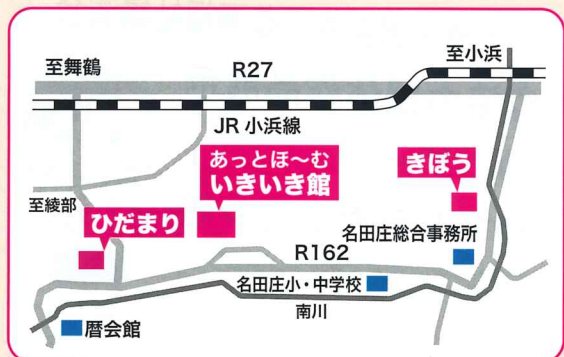 至舞鶴
R27
至小浜
JR 小浜線
あっとほ〜む
いきいき館
きぼう
至綾部
ひだまり
名田庄総合事務所
R162
名田庄小・中学校
南川
暦会館